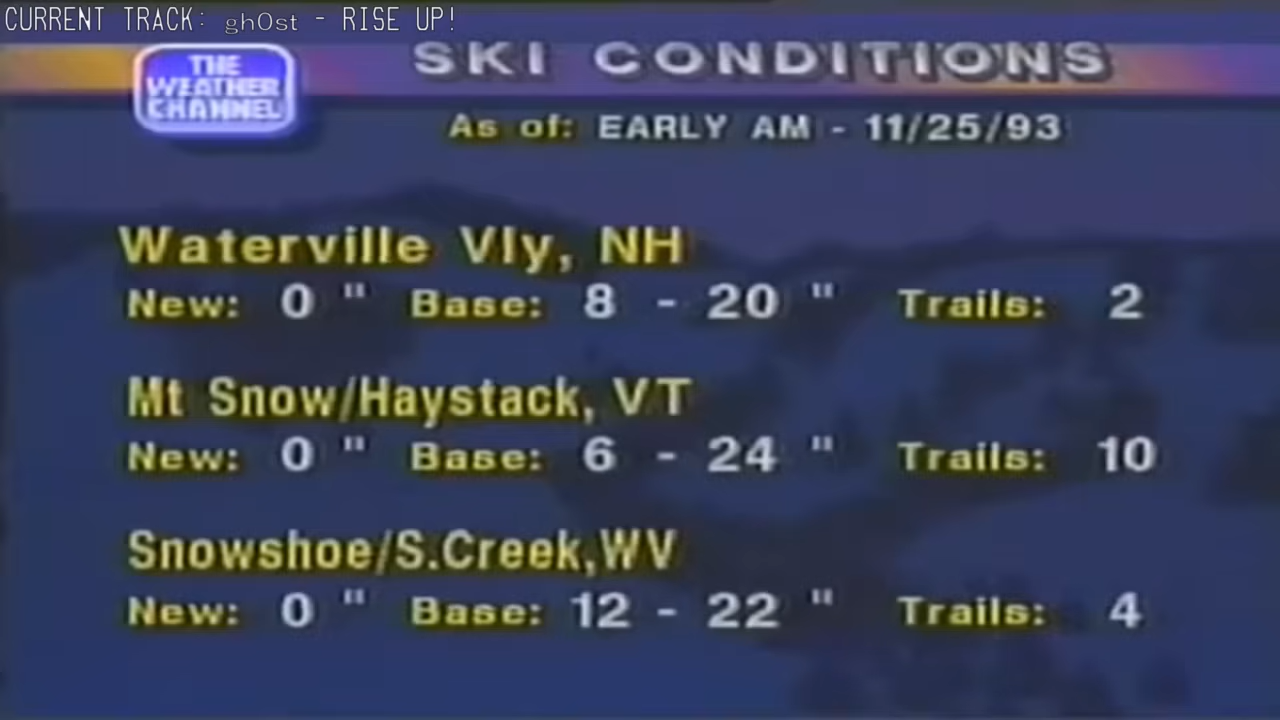 CURRENT TRACK: gh0st - RISE UP!
THE
WEATHER
CHANNEL
SKI CONDITIONS
As of: EARLY AM - 11/25/93
Waterville Vly, NH
New: 0 " Base: 8 - 20 " Trails: 2
Mt Snow/Haystack, VT
New: 0 " Base: 6 - 24 " Trails: 10
Snowshoe/S.Creek,WV
New: 0 " Base: 12 - 22 " Trails: 4